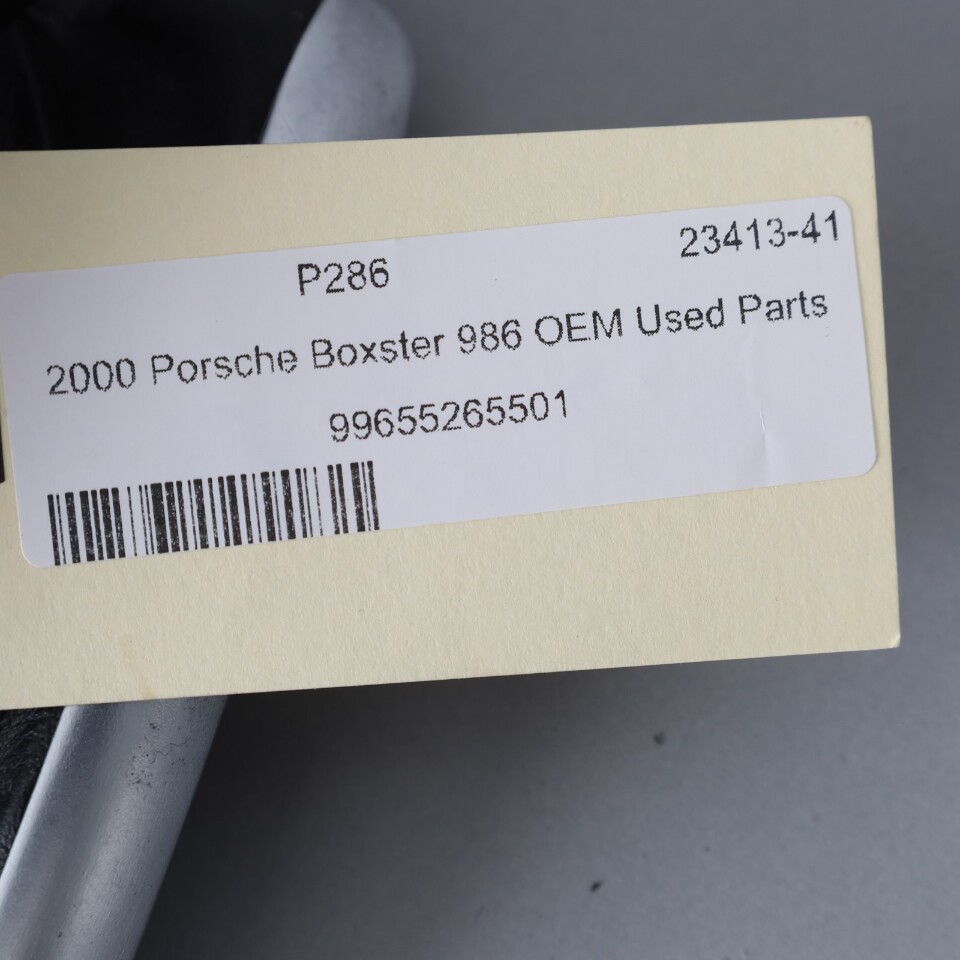 P286 23413-41
2000 Porsche Boxster 986 OEM Used Parts
99655265501